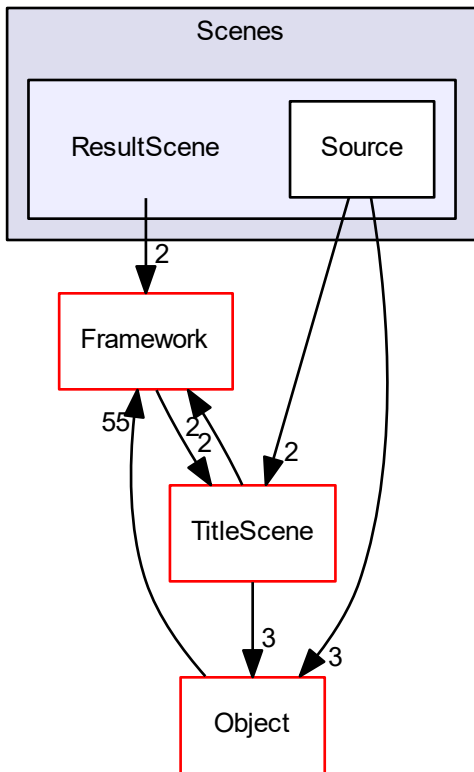 Scenes
ResultScene
Source
2
Framework
55
2
2
2
TitleScene
3
3
Object